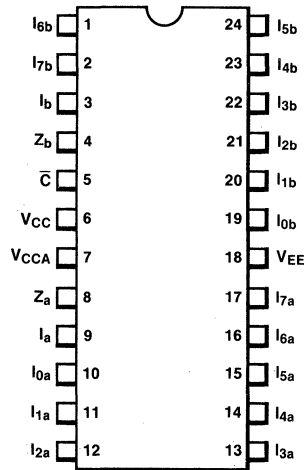 I6b 1 24 I5b
I7b 2 23 I4b
Ib 3 22 I3b
Zb 4 21 I2b
C̅ 5 20 I1b
VCC 6 19 I0b
VCCA 7 18 VEE
Za 8 17 I7a
Ia 9 16 I6a
I0a 10 15 I5a
I1a 11 14 I4a
I2a 12 13 I3a